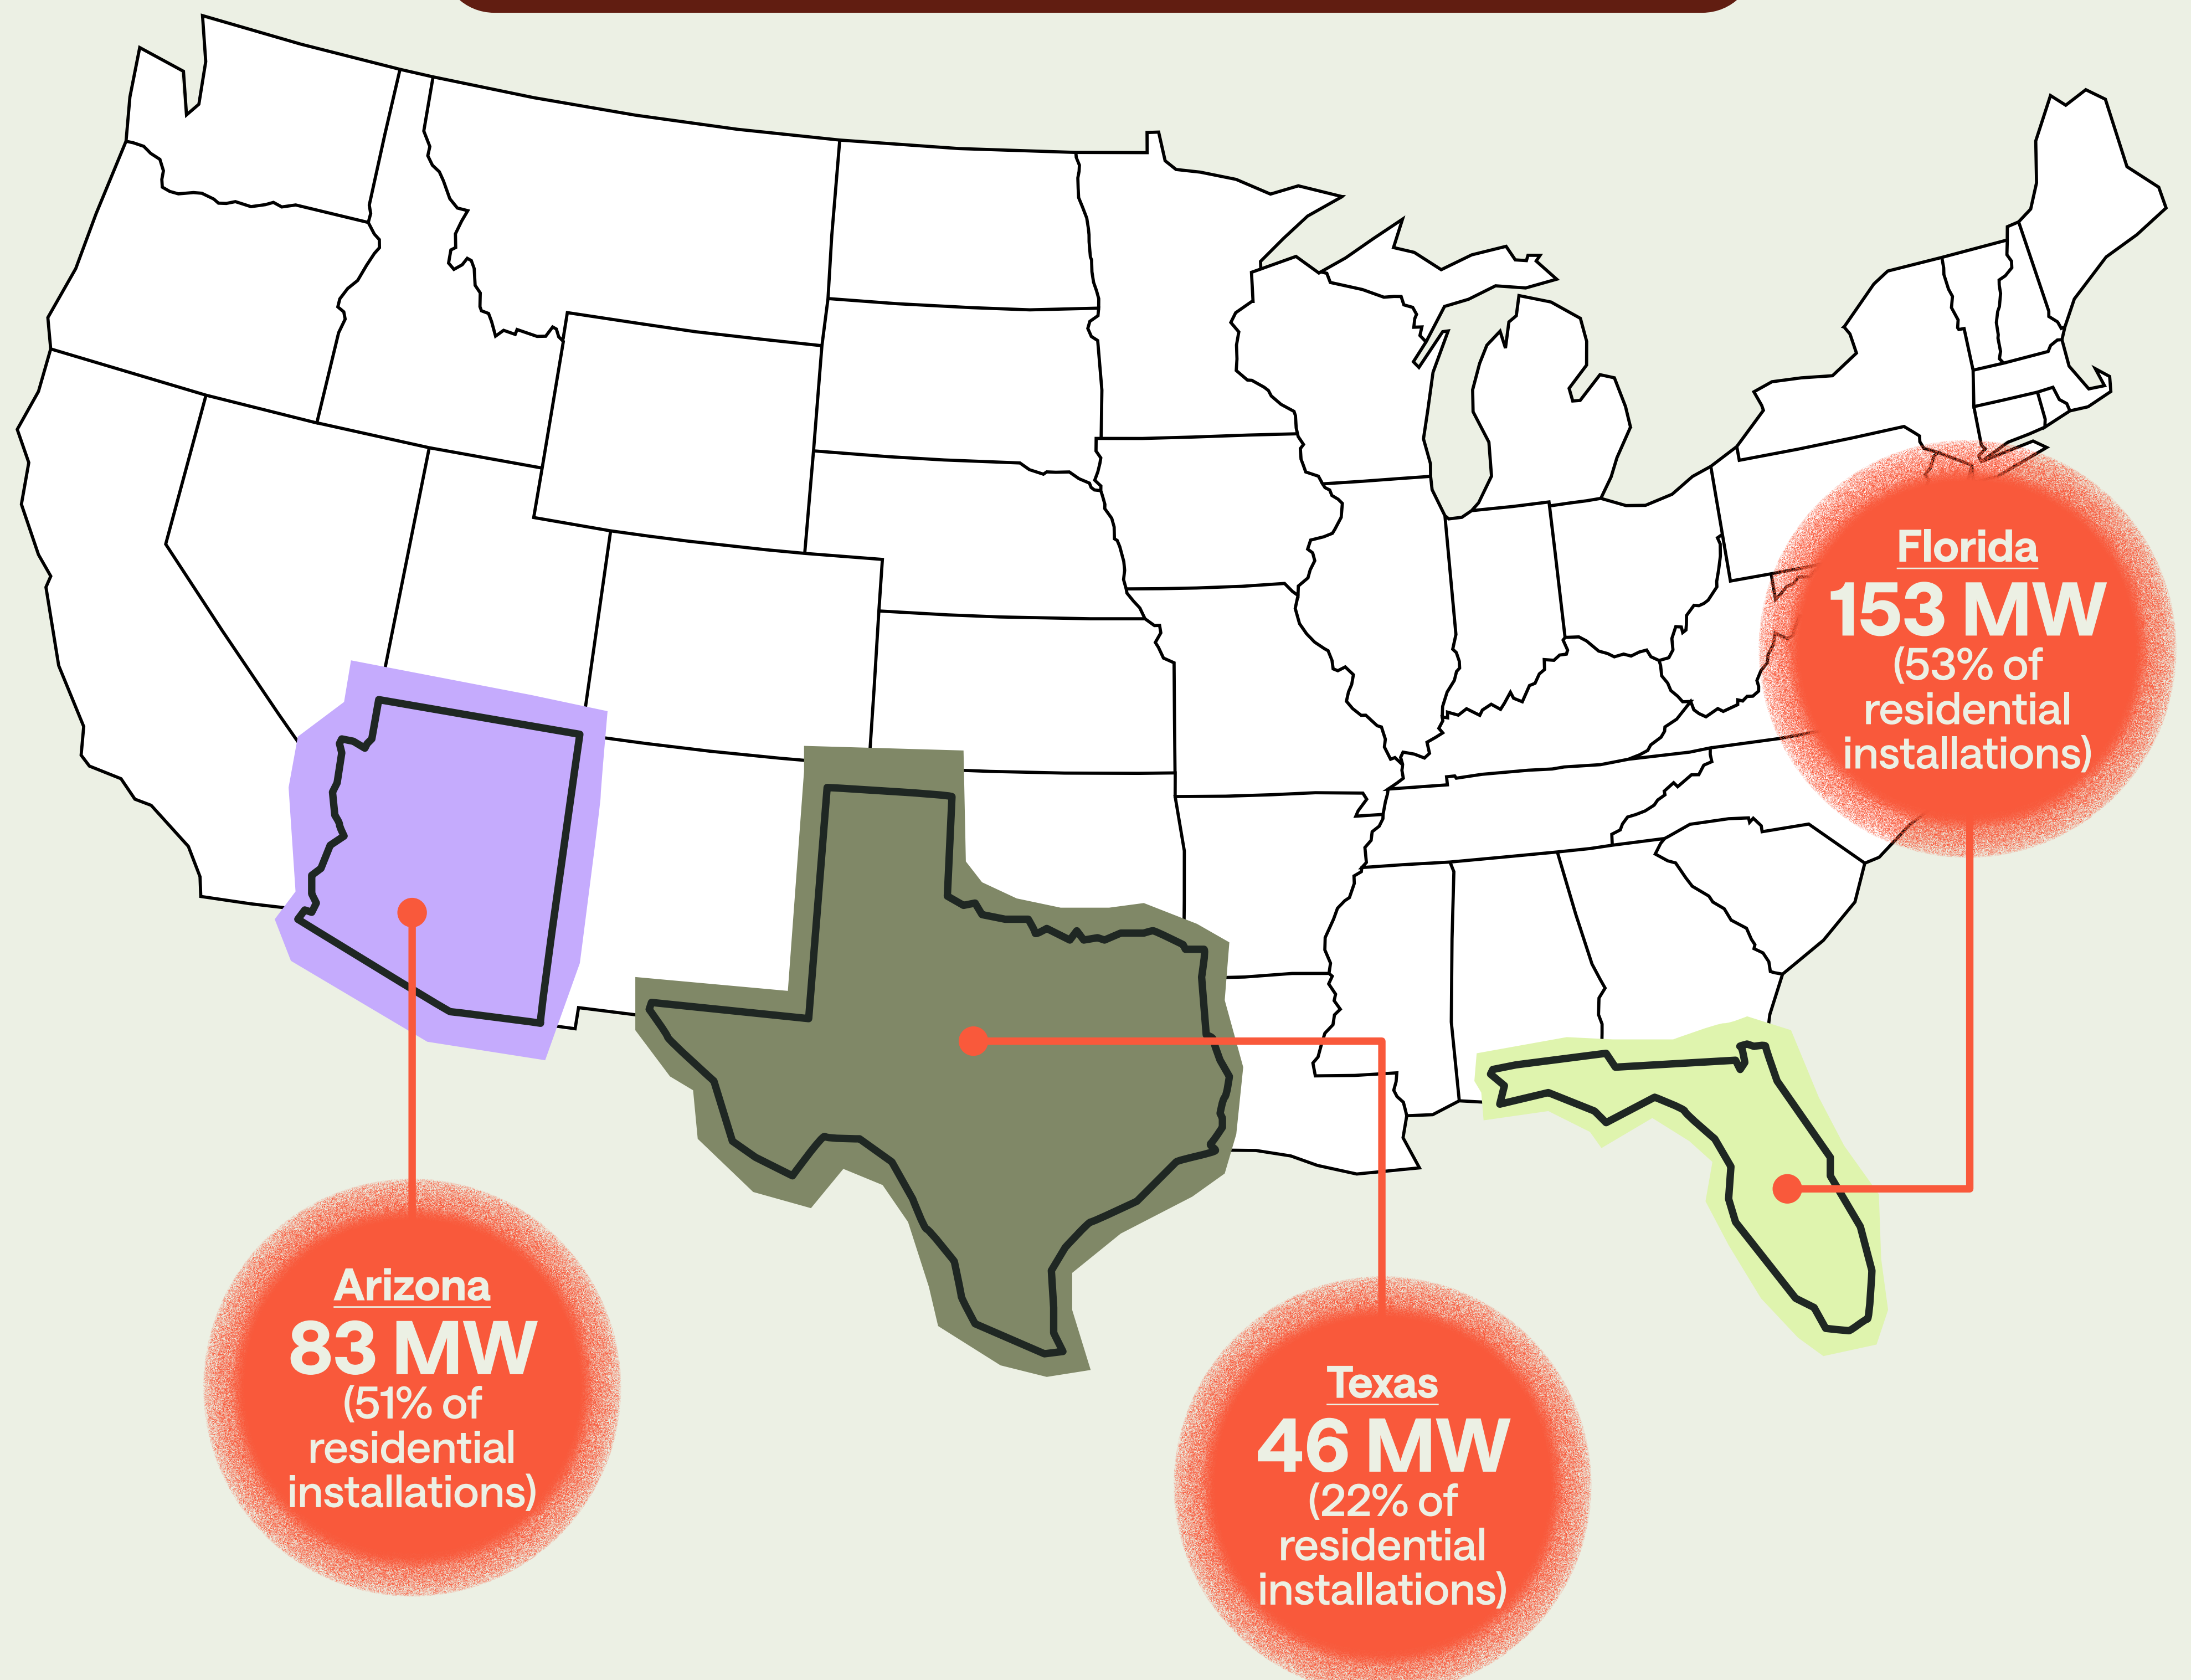 Florida
153 MW
(53% of
residential
installations)
Arizona
83 MW
(51% of
residential
installations)
Texas
46 MW
(22% of
residential
installations)